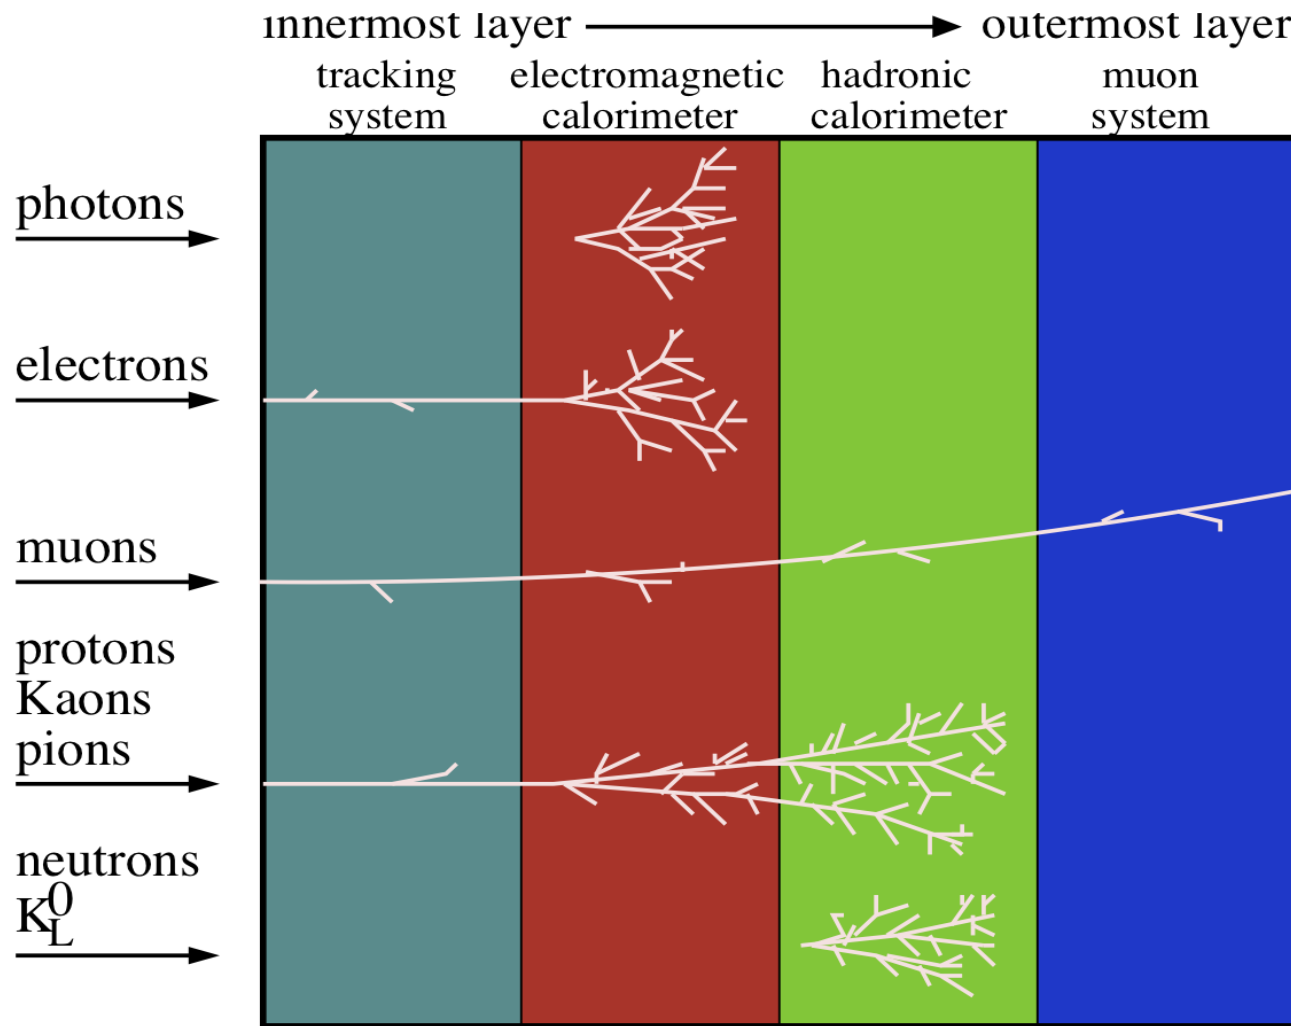 innermost layer outermost layer
tracking system
electromagnetic calorimeter
hadronic calorimeter
muon system
photons
electrons
muons
protons
Kaons
pions
neutrons
K⁰_L